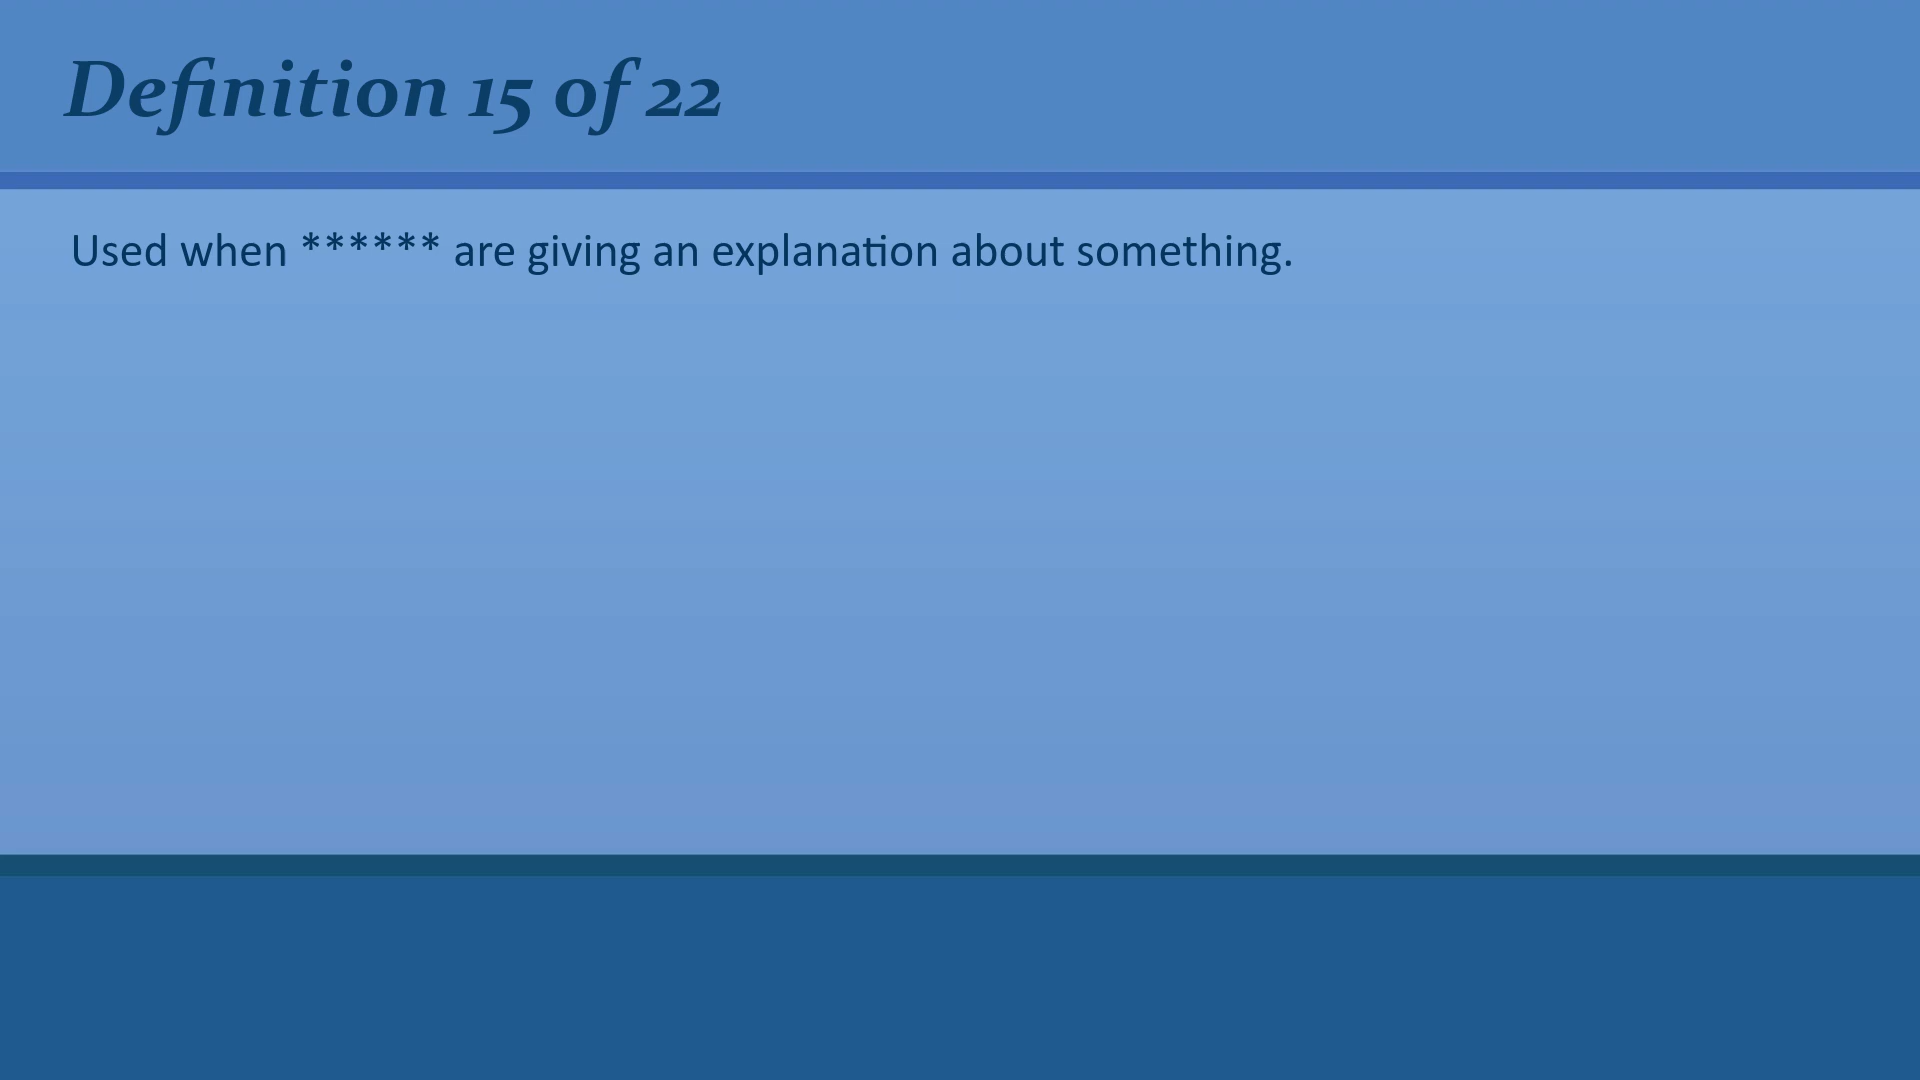 Definition 15 of 22
Used when ****** are giving an explanation about something.